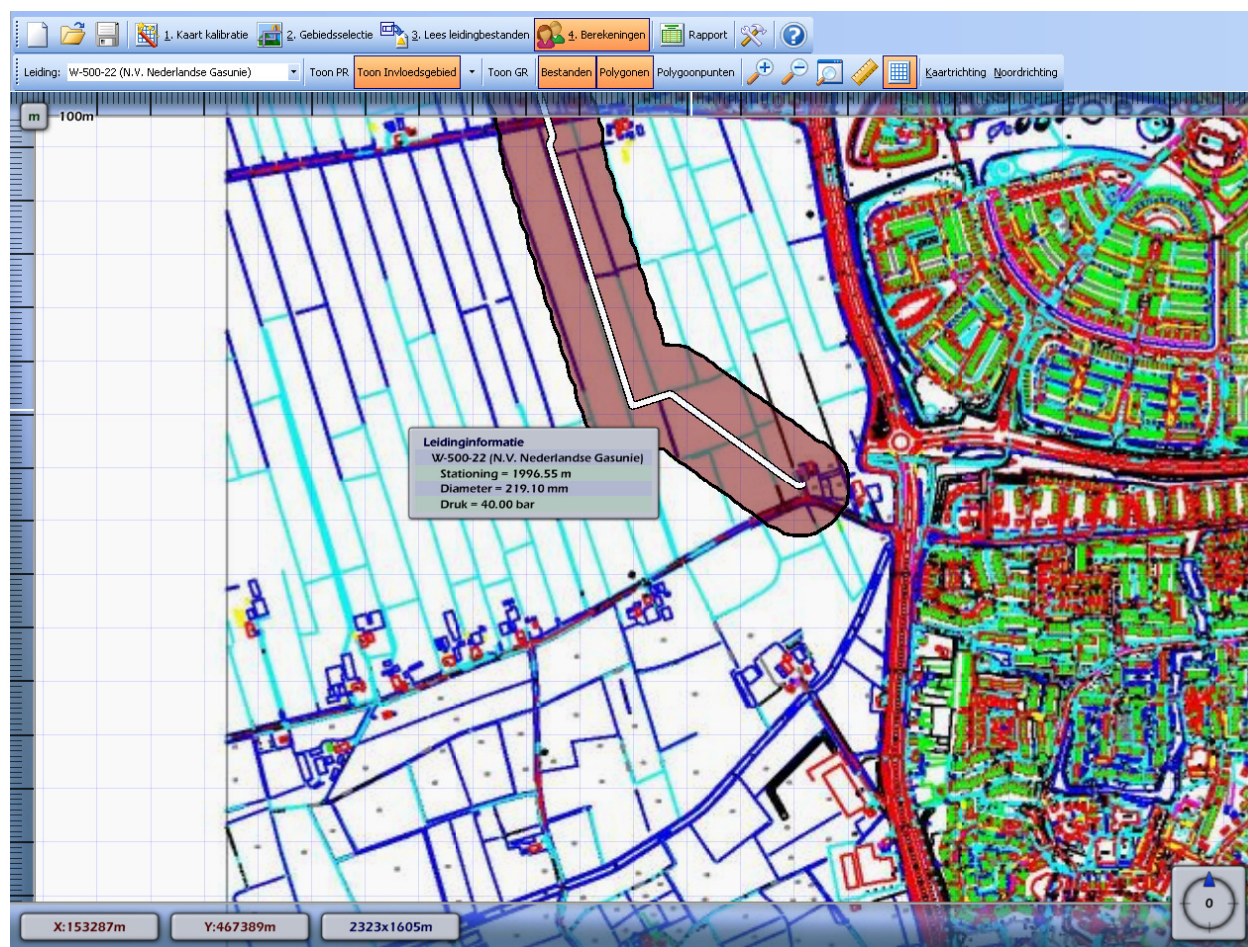 1. Kaart kalibratie 2. Gebiedsselectie 3. Lees leidingbestanden 4. Berekeningen Rapport
Leiding: W-500-22 (N.V. Nederlandse Gasunie) Toon PR Toon Invloedsgebied Toon GR Bestanden Polygonen Polygoonpunten Kaartrichting Noordrichting
m 100m
Leidinginformatie
W-500-22 (N.V. Nederlandse Gasunie)
Stationing = 1996.55 m
Diameter = 219.10 mm
Druk = 40.00 bar
0
X:153287m Y:467389m 2323x1605m